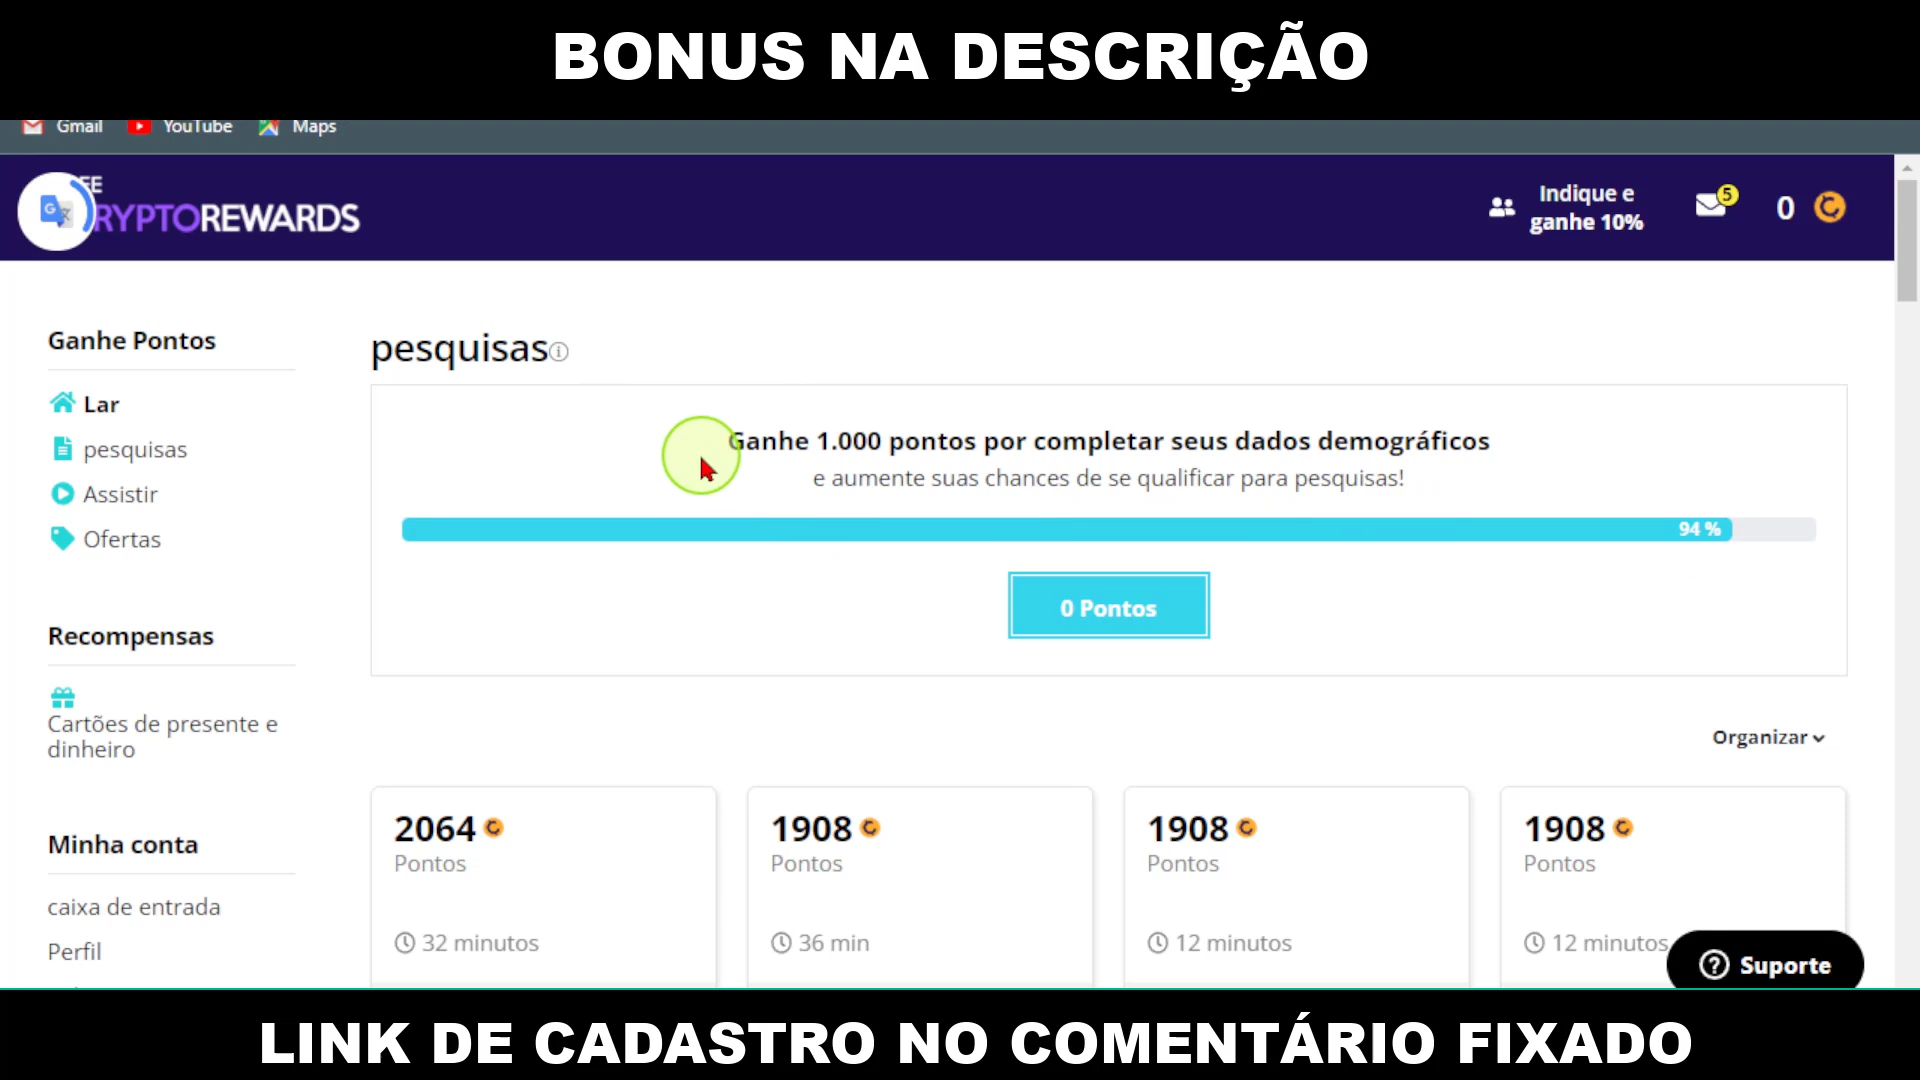 BONUS NA DESCRIÇÃO
Gmail YouTube Maps
EE
RYPTOREWARDS
Indique e
ganhe 10%
5
0
Ganhe Pontos
Lar
pesquisas
Assistir
Ofertas
Recompensas
Cartões de presente e
dinheiro
Minha conta
caixa de entrada
Perfil
pesquisas
Ganhe 1.000 pontos por completar seus dados demográficos
e aumente suas chances de se qualificar para pesquisas!
94 %
0 Pontos
Organizar
2064
Pontos
32 minutos
1908
Pontos
36 min
1908
Pontos
12 minutos
1908
Pontos
12 minutos
Suporte
LINK DE CADASTRO NO COMENTÁRIO FIXADO